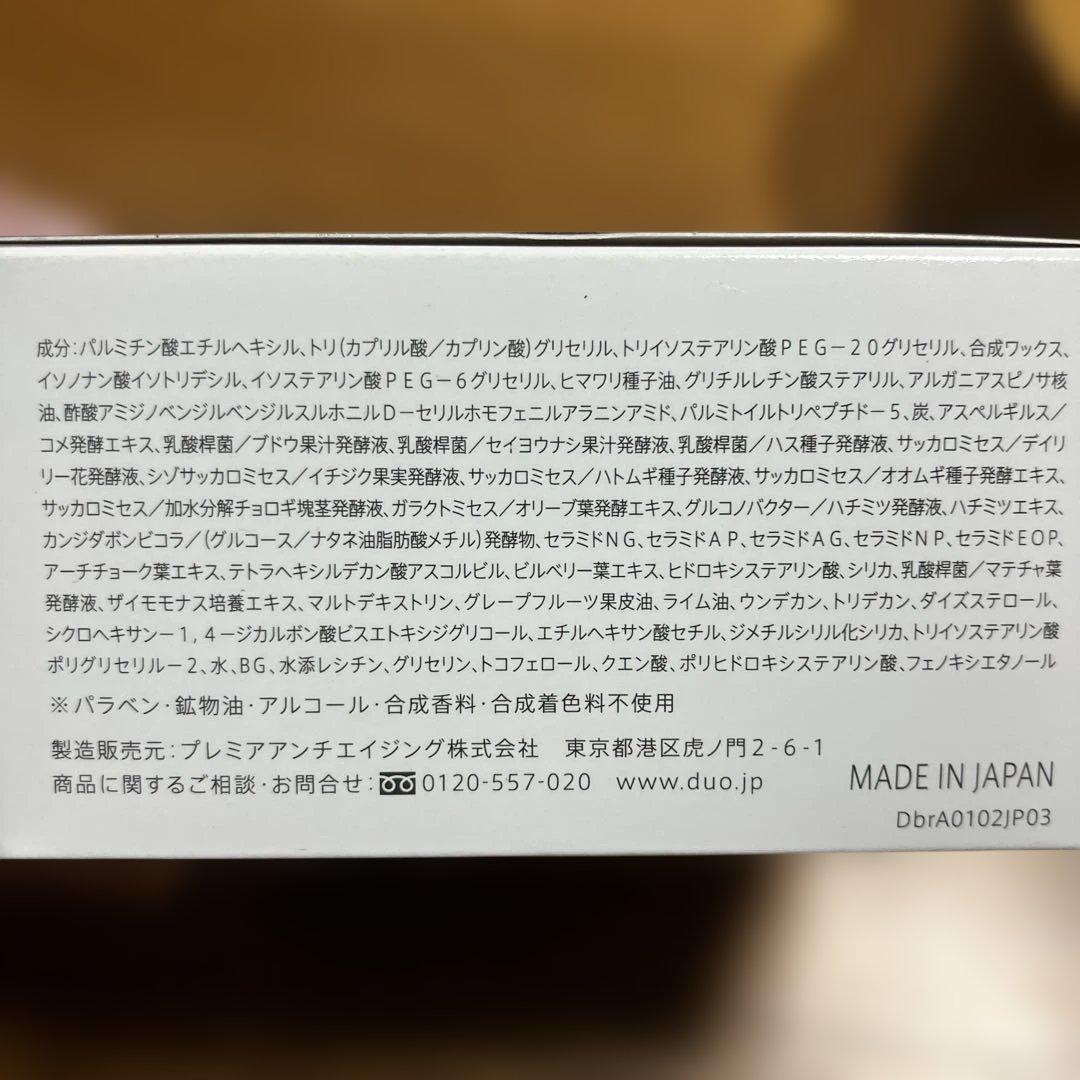 成分：パルミチン酸エチルヘキシル、トリ（カプリル酸／カプリン酸）グリセリル、トリイソステアリン酸ＰＥＧ－２０グリセリル、合成ワックス、
イソノナン酸イソトリデシル、イソステアリン酸ＰＥＧ－６グリセリル、ヒマワリ種子油、グリチルレチン酸ステアリル、アルガニアスピノサ核
油、酢酸アミジノベンジルベンジルスルホニルＤ－セリルホモフェニルアラニンアミド、パルミトイルトリペプチド－５、炭、アスペルギルス／
コメ発酵エキス、乳酸桿菌／ブドウ果汁発酵液、乳酸桿菌／セイヨウナシ果汁発酵液、乳酸桿菌／ハス種子発酵液、サッカロミセス／デイリ
リー花発酵液、シゾサッカロミセス／イチジク果実発酵液、サッカロミセス／ハトムギ種子発酵液、サッカロミセス／オオムギ種子発酵エキス、
サッカロミセス／加水分解チョロギ塊茎発酵液、ガラクトミセス／オリーブ葉発酵エキス、グルコノバクター／ハチミツ発酵液、ハチミツエキス、
カンジダボンビコラ／（グルコース／ナタネ油脂肪酸メチル）発酵物、セラミドＮＧ、セラミドＡＰ、セラミドＡＧ、セラミドＮＰ、セラミドＥＯＰ、
アーチチョーク葉エキス、テトラヘキシルデカン酸アスコルビル、ビルベリー葉エキス、ヒドロキシステアリン酸、シリカ、乳酸桿菌／マテチャ葉
発酵液、ザイモモナス培養エキス、マルトデキストリン、グレープフルーツ果皮油、ライム油、ウンデカン、トリデカン、ダイズステロール、
シクロヘキサン－１，４－ジカルボン酸ビスエトキシジグリコール、エチルヘキサン酸セチル、ジメチルシリル化シリカ、トリイソステアリン酸
ポリグリセリル－２、水、ＢＧ、水添レシチン、グリセリン、トコフェロール、クエン酸、ポリヒドロキシステアリン酸、フェノキシエタノール
※パラベン・鉱物油・アルコール・合成香料・合成着色料不使用
製造販売元：プレミアアンチエイジング株式会社　東京都港区虎ノ門2-6-1
商品に関するご相談・お問合せ：0120-557-020　www.duo.jp
MADE IN JAPAN
DbrA0102JP03